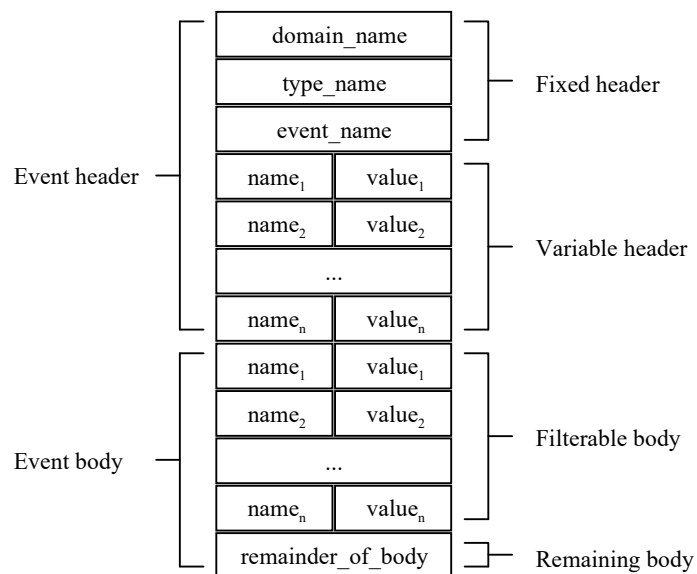 domain_name
type_name
Fixed header
event_name
Event header
name₁ value₁
name₂ value₂
Variable header
...
nameₙ valueₙ
name₁ value₁
name₂ value₂
Filterable body
Event body
...
nameₙ valueₙ
remainder_of_body
Remaining body